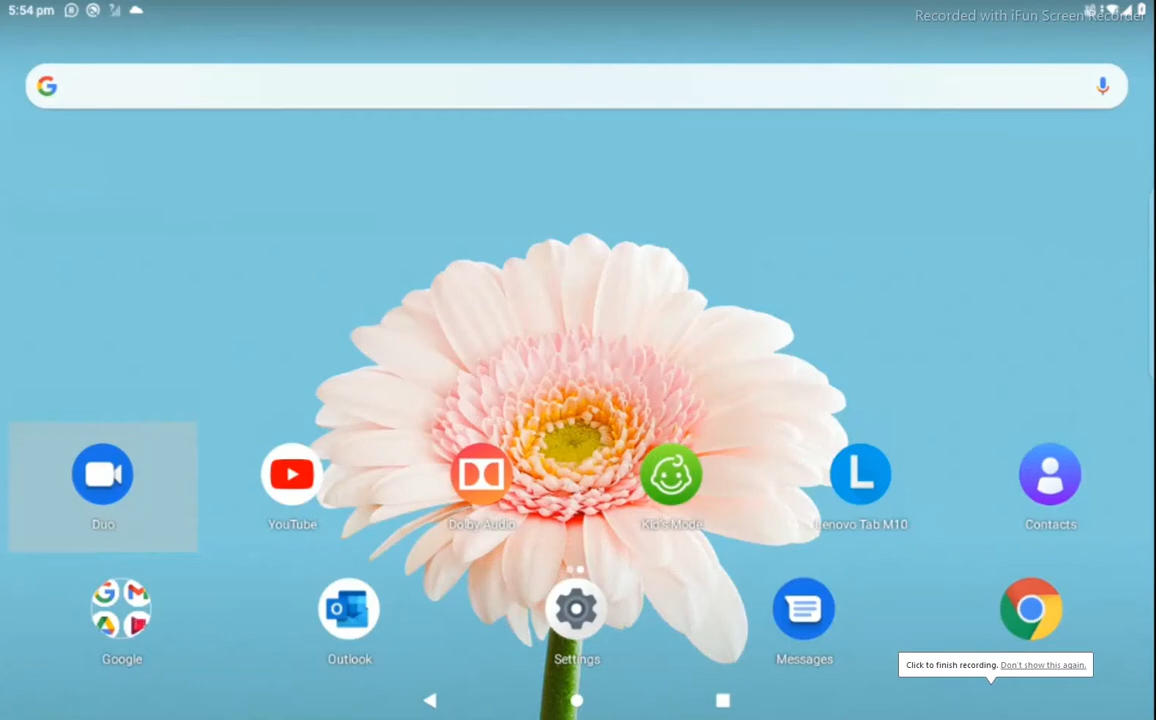 5:54 pm
Recorded with iFun Screen Recorder
Duo
YouTube
Dolby Audio
Kid's Mode
Lenovo Tab M10
Contacts
Google
Outlook
Settings
Messages
Click to finish recording. Don't show this again.